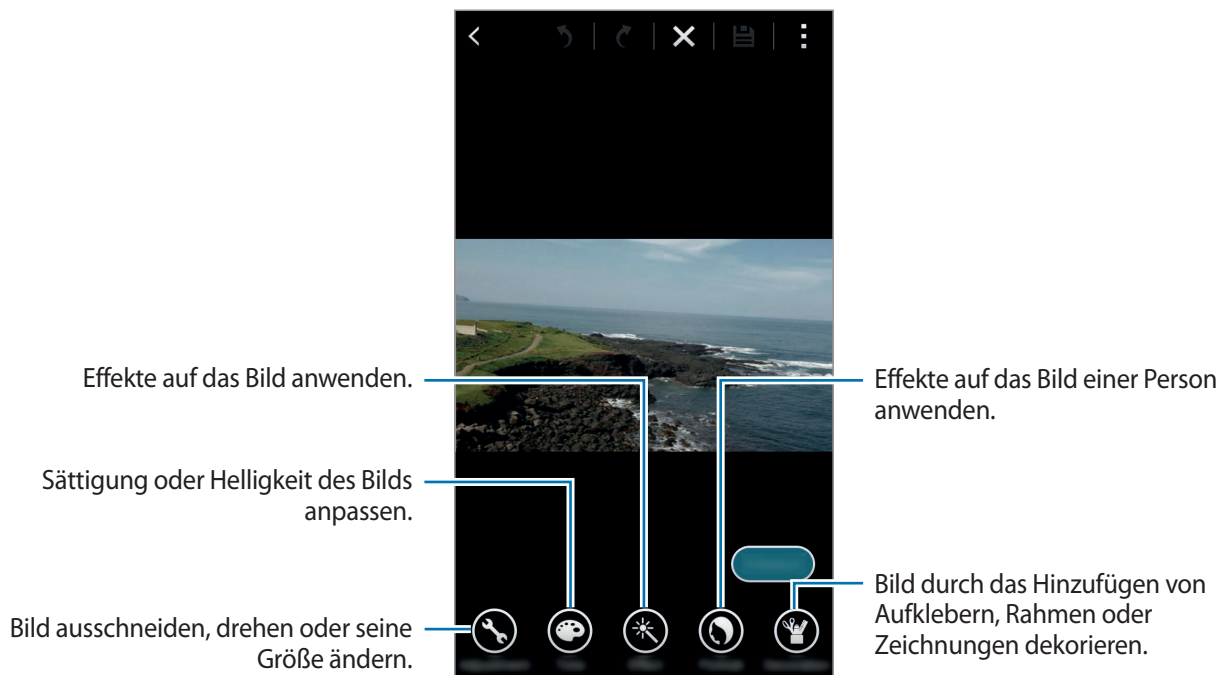 Effekte auf das Bild anwenden.
Effekte auf das Bild einer Person
anwenden.
Sättigung oder Helligkeit des Bilds
anpassen.
Bild durch das Hinzufügen von
Aufklebern, Rahmen oder
Zeichnungen dekorieren.
Bild ausschneiden, drehen oder seine
Größe ändern.